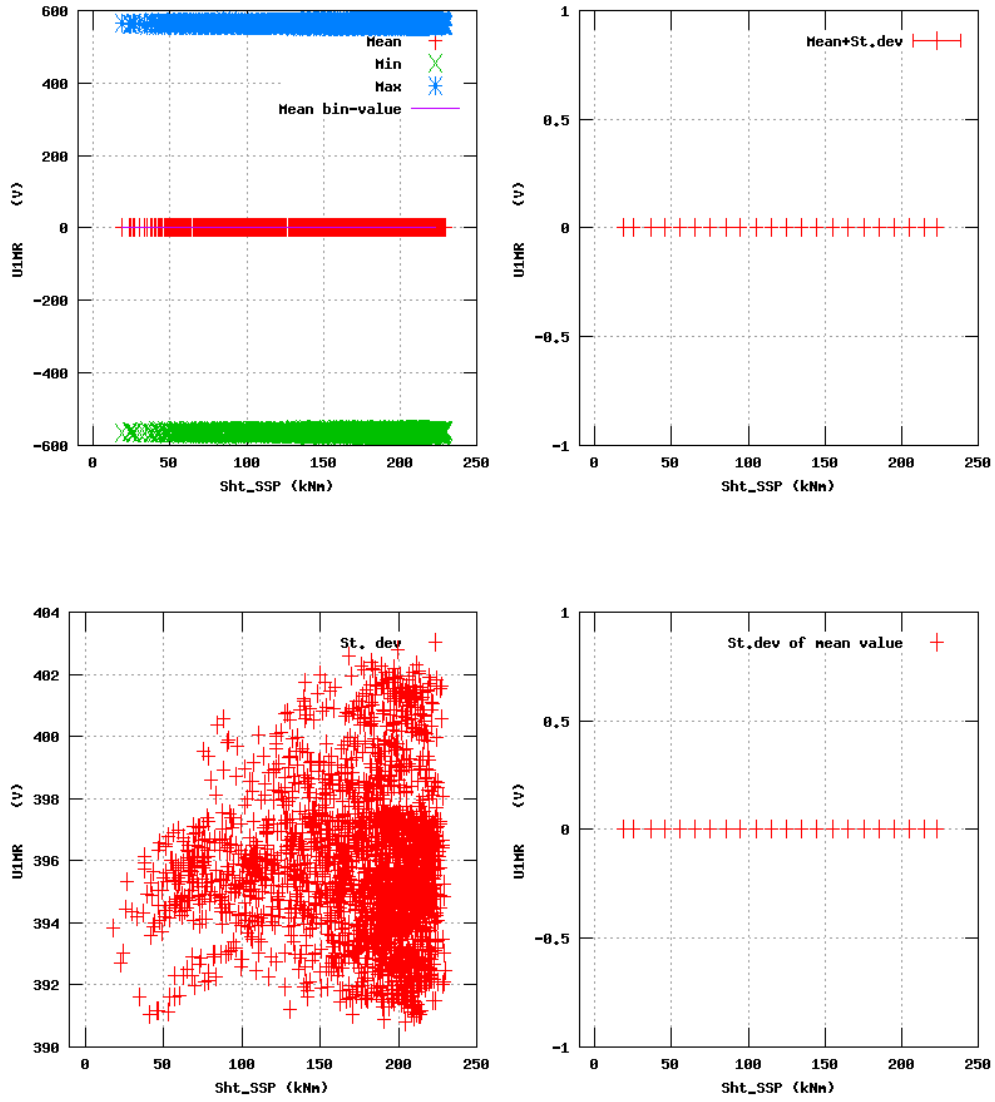 600
400
200
0
-200
-400
-600
U1MR (V)
Mean
Min
Max
Mean bin-value
0 50 100 150 200 250
Sht_SSP (kNm)
1
0.5
0
-0.5
-1
U1MR (V)
Mean+St.dev
0 50 100 150 200 250
Sht_SSP (kNm)
404
402
400
398
396
394
392
390
U1MR (V)
St. dev
0 50 100 150 200 250
Sht_SSP (kNm)
1
0.5
0
-0.5
-1
U1MR (V)
St.dev of mean value
0 50 100 150 200 250
Sht_SSP (kNm)